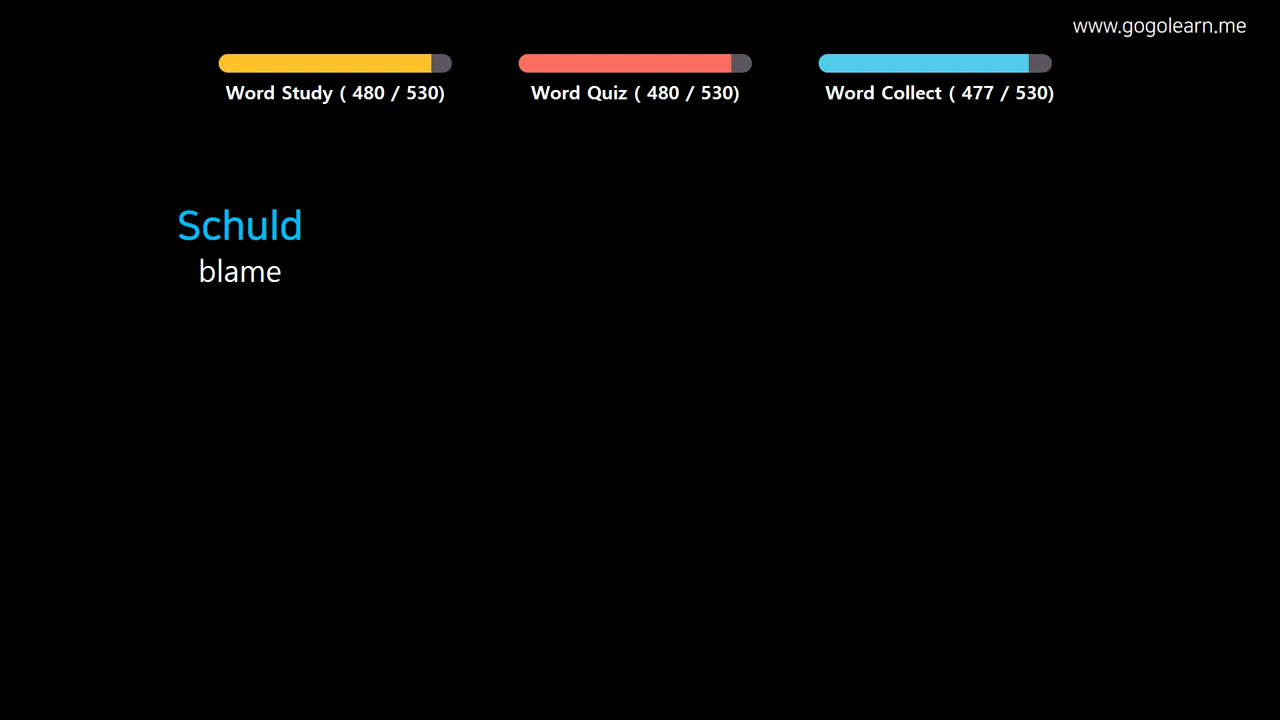 www.gogolearn.me
Word Study ( 480 / 530)
Word Quiz ( 480 / 530)
Word Collect ( 477 / 530)
Schuld
blame